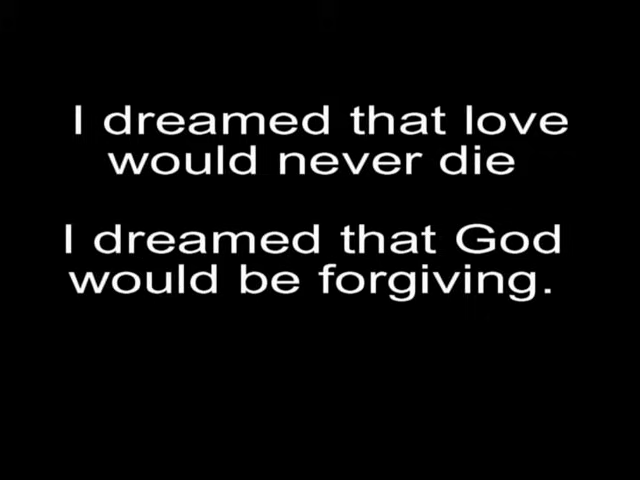 I dreamed that love
would never die
I dreamed that God
would be forgiving.